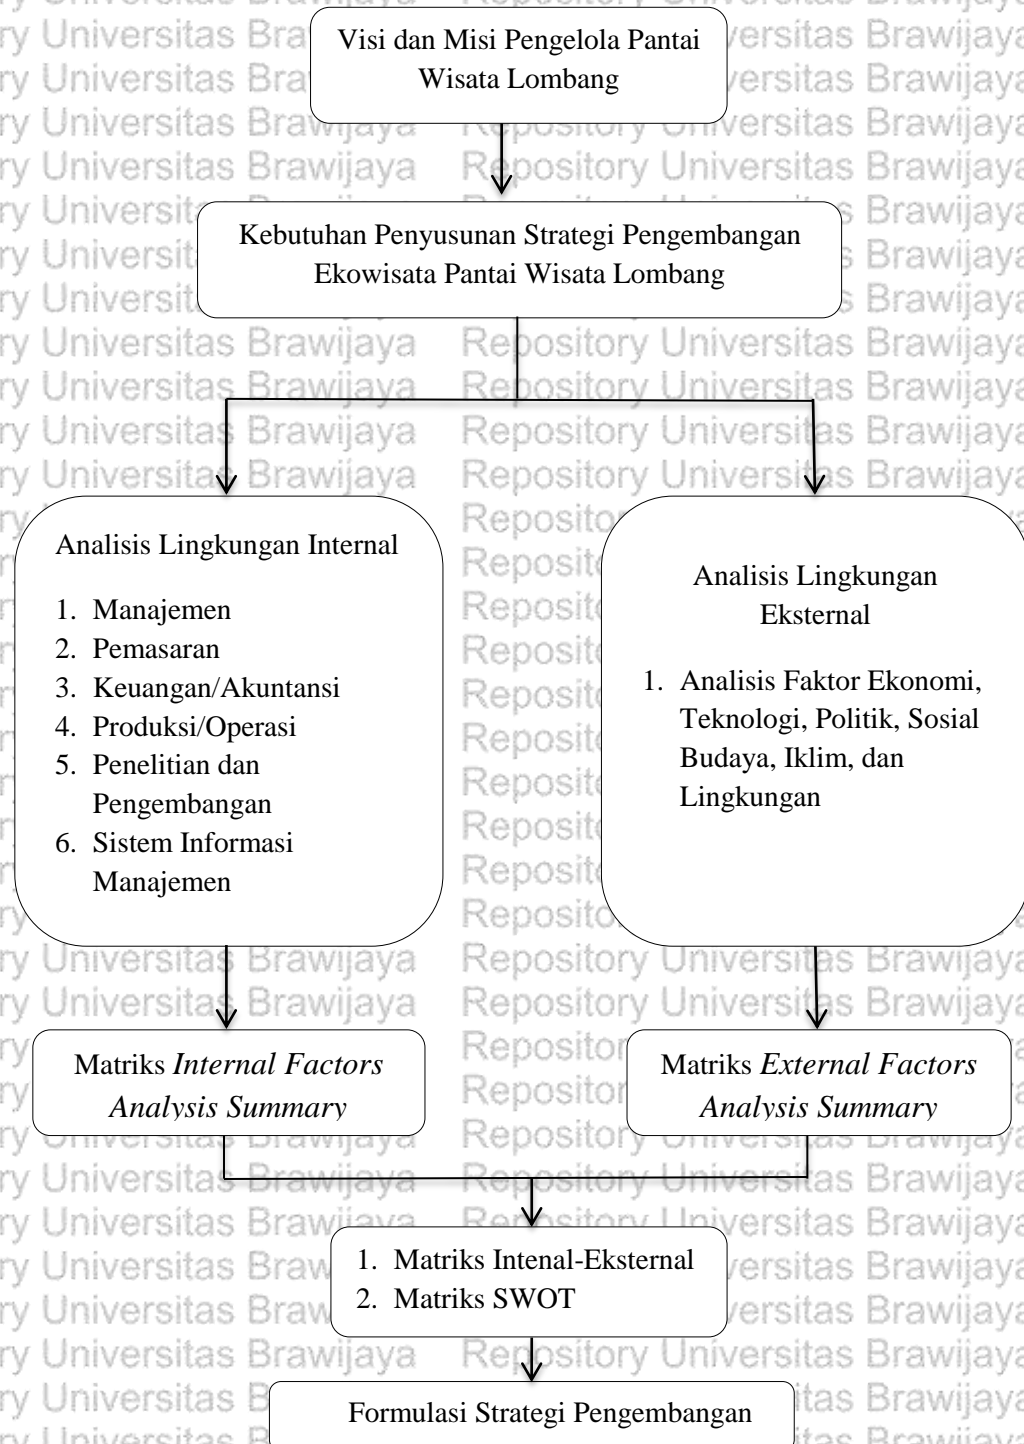 Visi dan Misi Pengelola Pantai
Wisata Lombang
Kebutuhan Penyusunan Strategi Pengembangan
Ekowisata Pantai Wisata Lombang
Analisis Lingkungan Internal
1. Manajemen
2. Pemasaran
3. Keuangan/Akuntansi
4. Produksi/Operasi
5. Penelitian dan
Pengembangan
6. Sistem Informasi
Manajemen
Analisis Lingkungan
Eksternal
1. Analisis Faktor Ekonomi,
Teknologi, Politik, Sosial
Budaya, Iklim, dan
Lingkungan
Matriks Internal Factors
Analysis Summary
Matriks External Factors
Analysis Summary
1. Matriks Intenal-Eksternal
2. Matriks SWOT
Formulasi Strategi Pengembangan
Repository Universitas Brawijaya